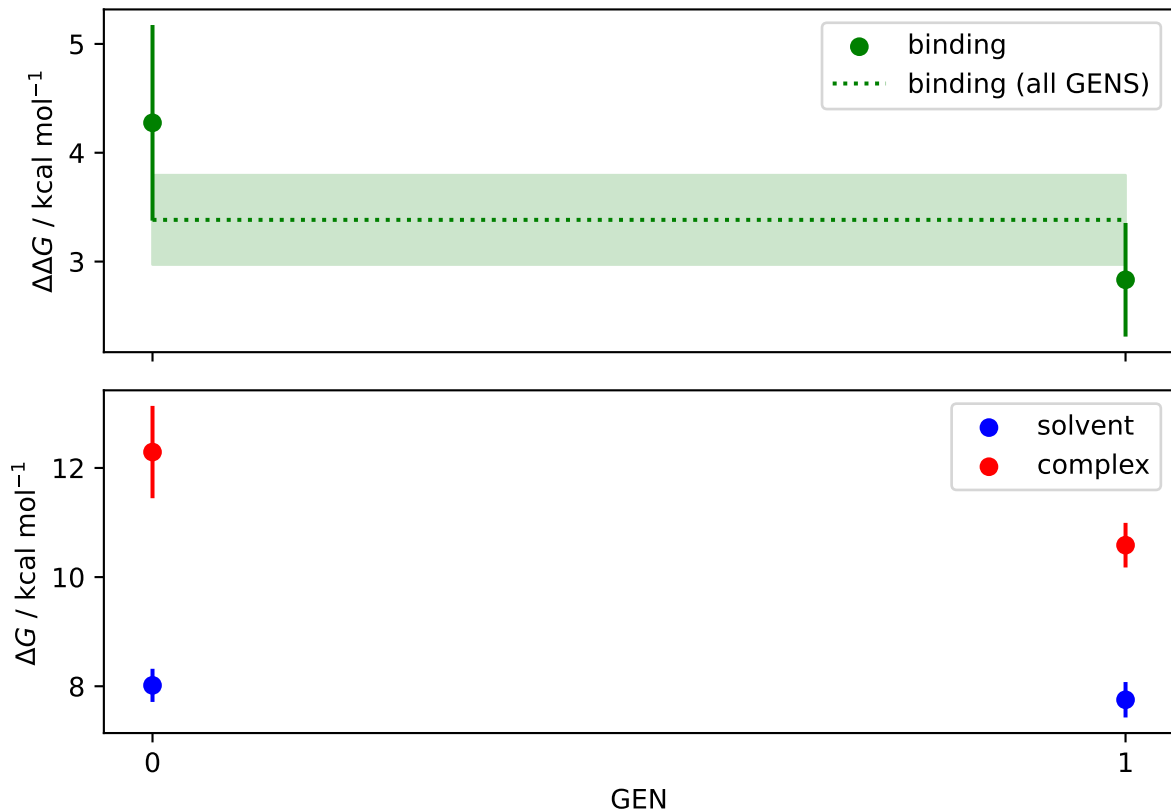 5
4
3
ΔΔG / kcal mol⁻¹
binding
binding (all GENS)
12
10
8
ΔG / kcal mol⁻¹
solvent
complex
0
1
GEN